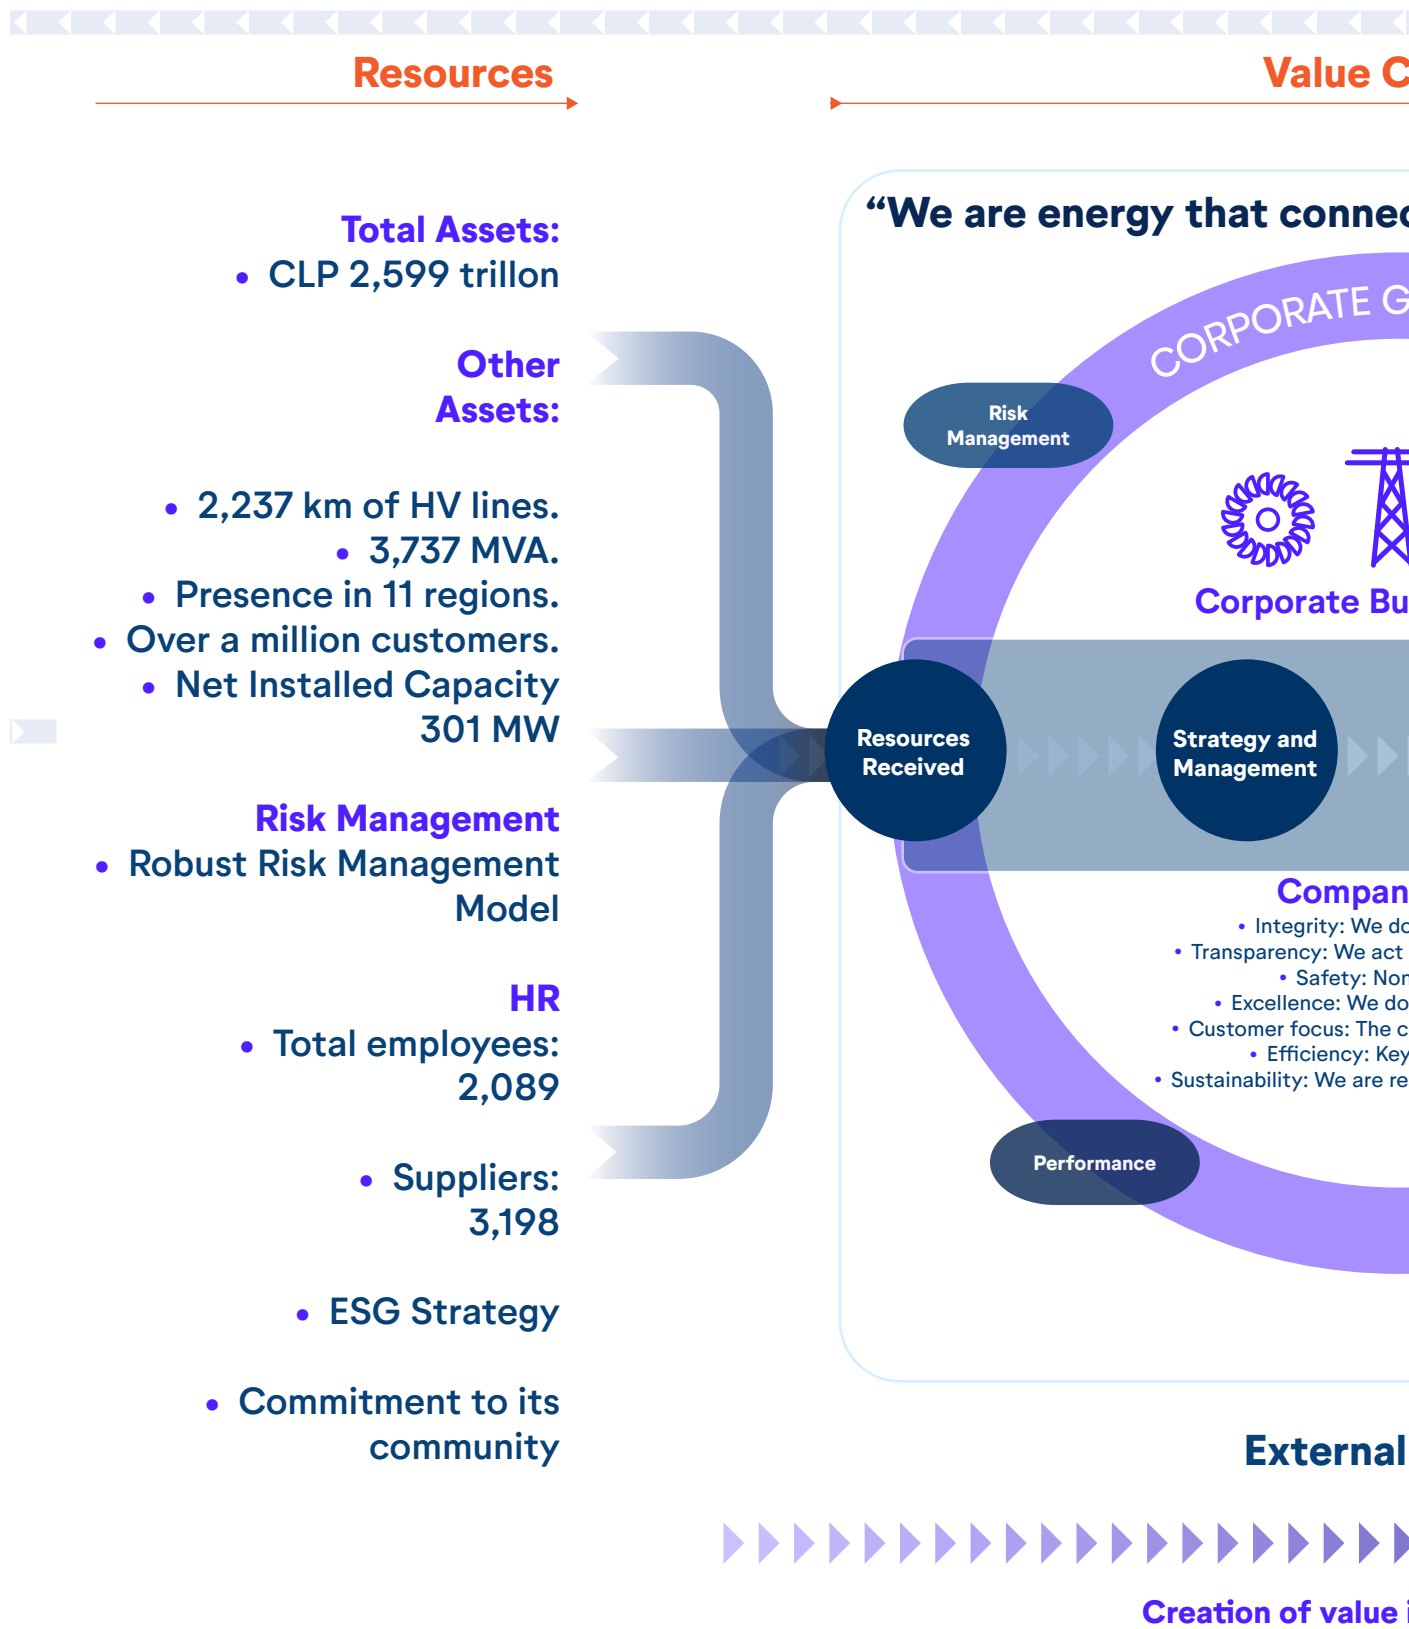 Resources
Total Assets:
• CLP 2,599 trillon
Other
Assets:
• 2,237 km of HV lines.
• 3,737 MVA.
• Presence in 11 regions.
• Over a million customers.
• Net Installed Capacity
301 MW
Risk Management
• Robust Risk Management
Model
HR
• Total employees:
2,089
• Suppliers:
3,198
• ESG Strategy
• Commitment to its
community
Value C
“We are energy that connec
CORPORATE G
Risk
Management
Corporate Bu
Resources
Received
Strategy and
Management
Compan
• Integrity: We do
• Transparency: We act
• Safety: Non
• Excellence: We do
• Customer focus: The c
• Efficiency: Key
• Sustainability: We are re
Performance
External
Creation of value i